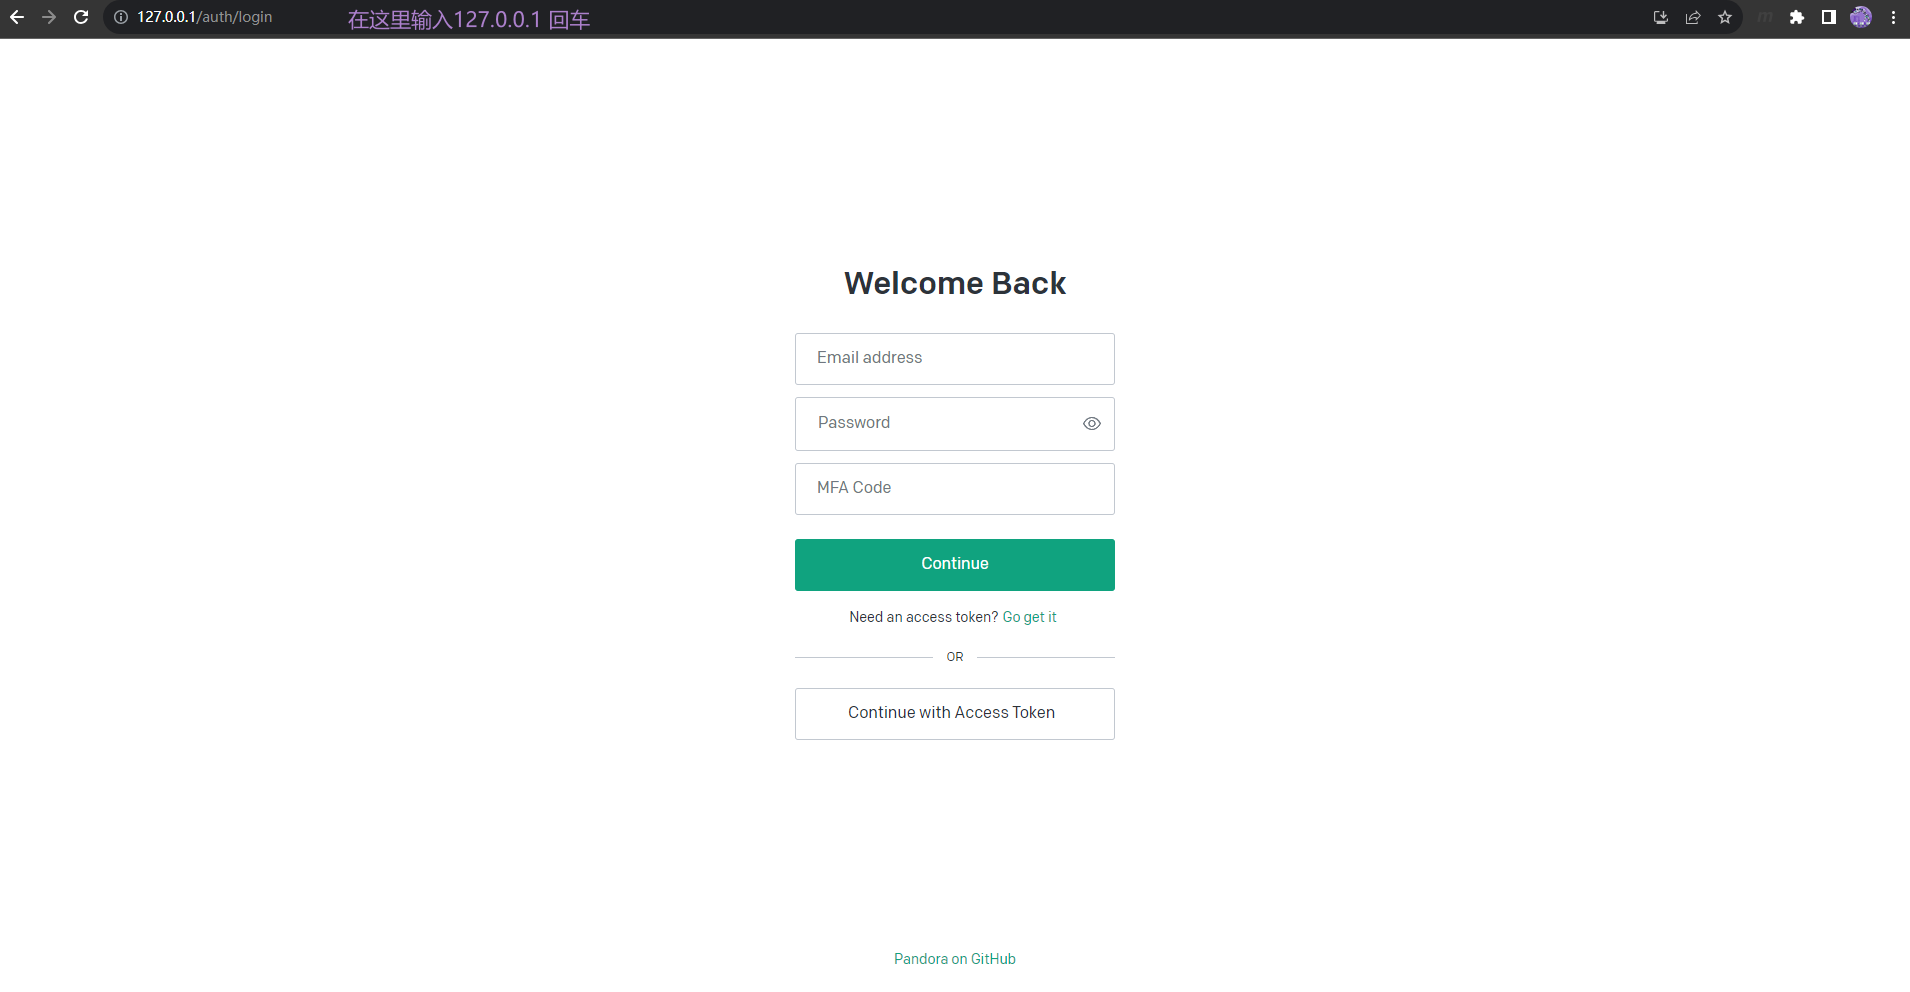 127.0.0.1/auth/login 在这里输入127.0.0.1 回车
Welcome Back
Email address
Password
MFA Code
Continue
Need an access token? Go get it
OR
Continue with Access Token
Pandora on GitHub